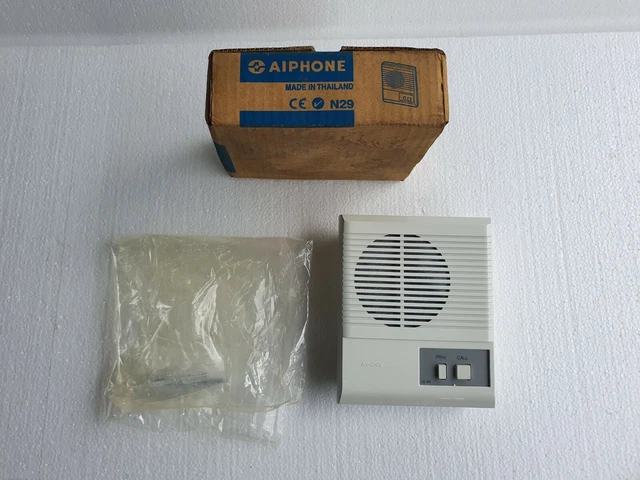 AIPHONE
MADE IN THAILAND
CE N29
CALL